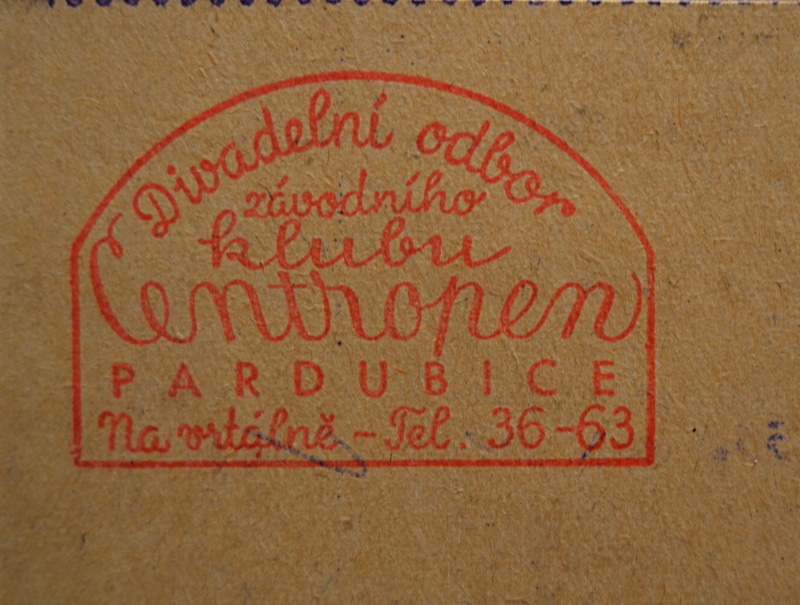 Divadelní odbor
závodního
klubu
Centropen
PARDUBICE
Na vrtálně – Tel. 36-63